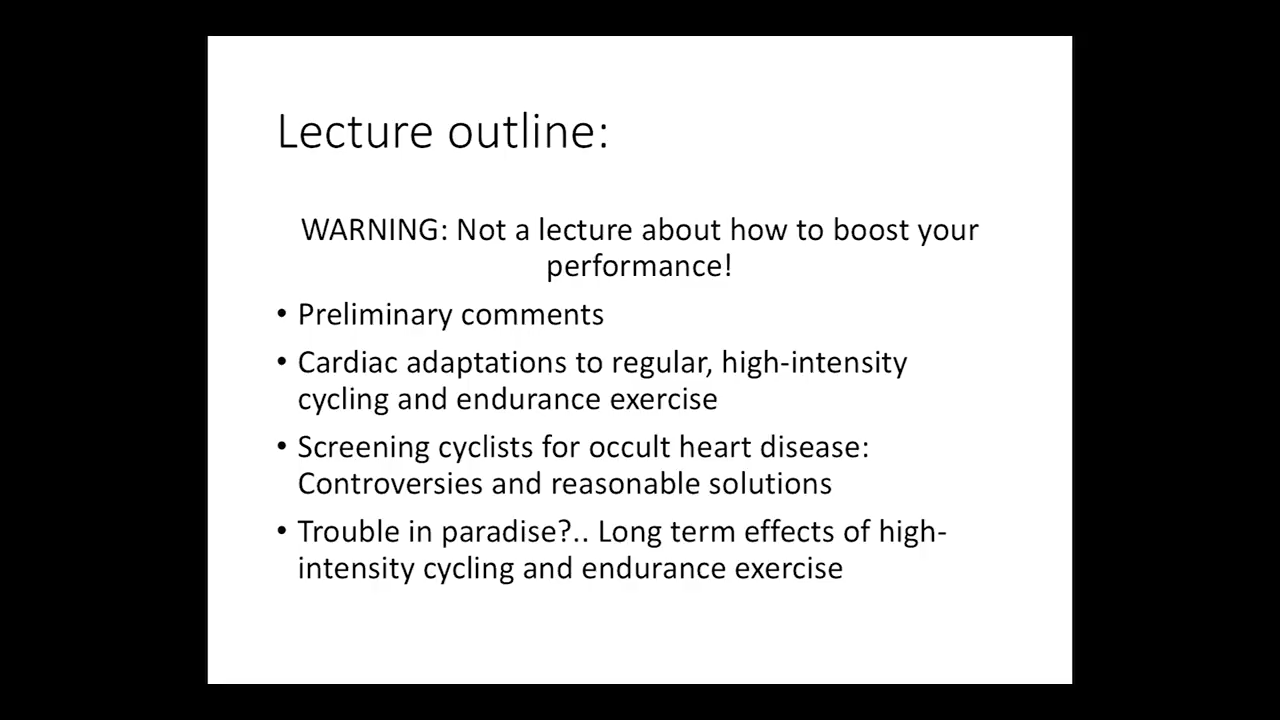 Lecture outline:
WARNING: Not a lecture about how to boost your
performance!
• Preliminary comments
• Cardiac adaptations to regular, high-intensity
cycling and endurance exercise
• Screening cyclists for occult heart disease:
Controversies and reasonable solutions
• Trouble in paradise?.. Long term effects of high-
intensity cycling and endurance exercise